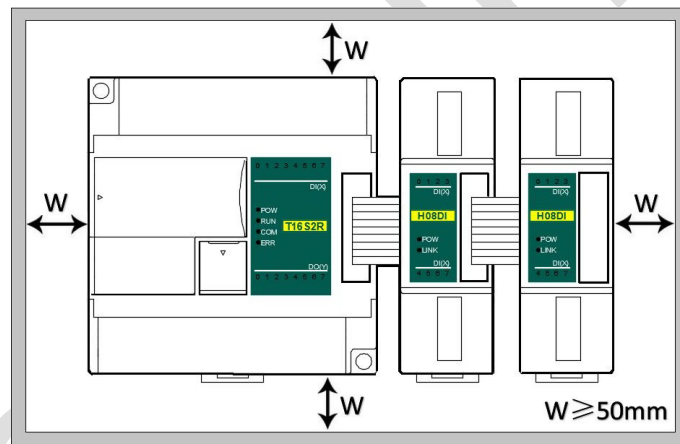 W
0 1 2 3 4 5 6 7
DI(X)
POW
RUN
COM
ERR
T16S2R
DO(Y)
0 1 2 3 4 5 6 7
0 1 2 3
DI(X)
H08DI
POW
LINK
DI(X)
4 5 6 7
0 1 2 3
DI(X)
H08DI
POW
LINK
DI(X)
4 5 6 7
W
W
W
W≥50mm